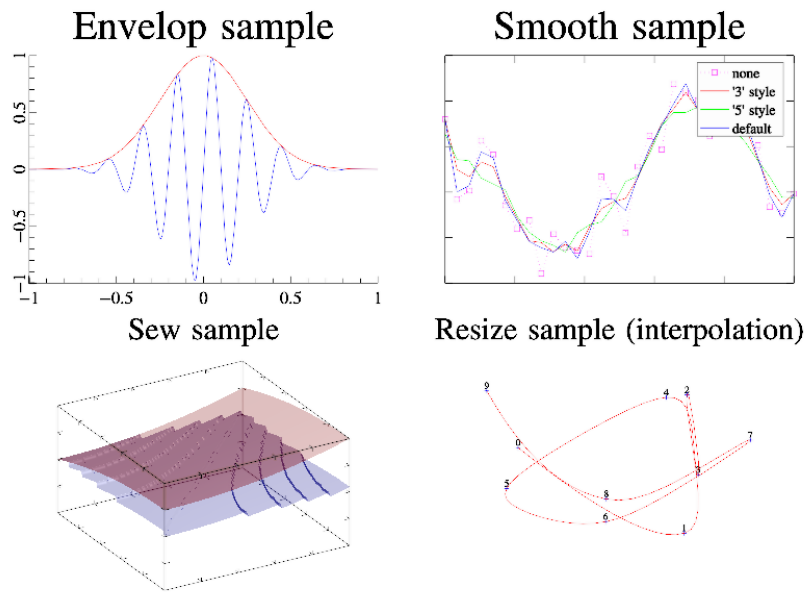 Envelop sample
Smooth sample
1
0.5
0
−0.5
−1
−1
−0.5
0
0.5
1
none
'3' style
'5' style
default
Sew sample
Resize sample (interpolation)
9
4
2
7
0
5
8
6
1